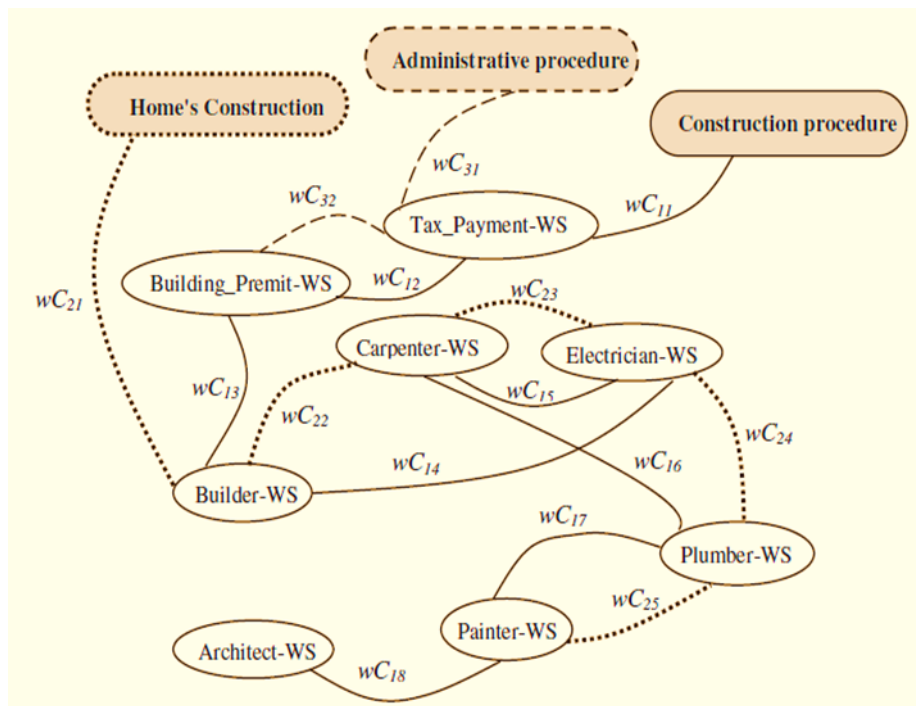 Administrative procedure
Home's Construction
Construction procedure
wC31
wC32
wC11
Tax_Payment-WS
Building_Premit-WS
wC12
wC21
wC23
Carpenter-WS
Electrician-WS
wC13
wC15
wC22
wC24
wC14
wC16
Builder-WS
wC17
Plumber-WS
wC25
Painter-WS
Architect-WS
wC18